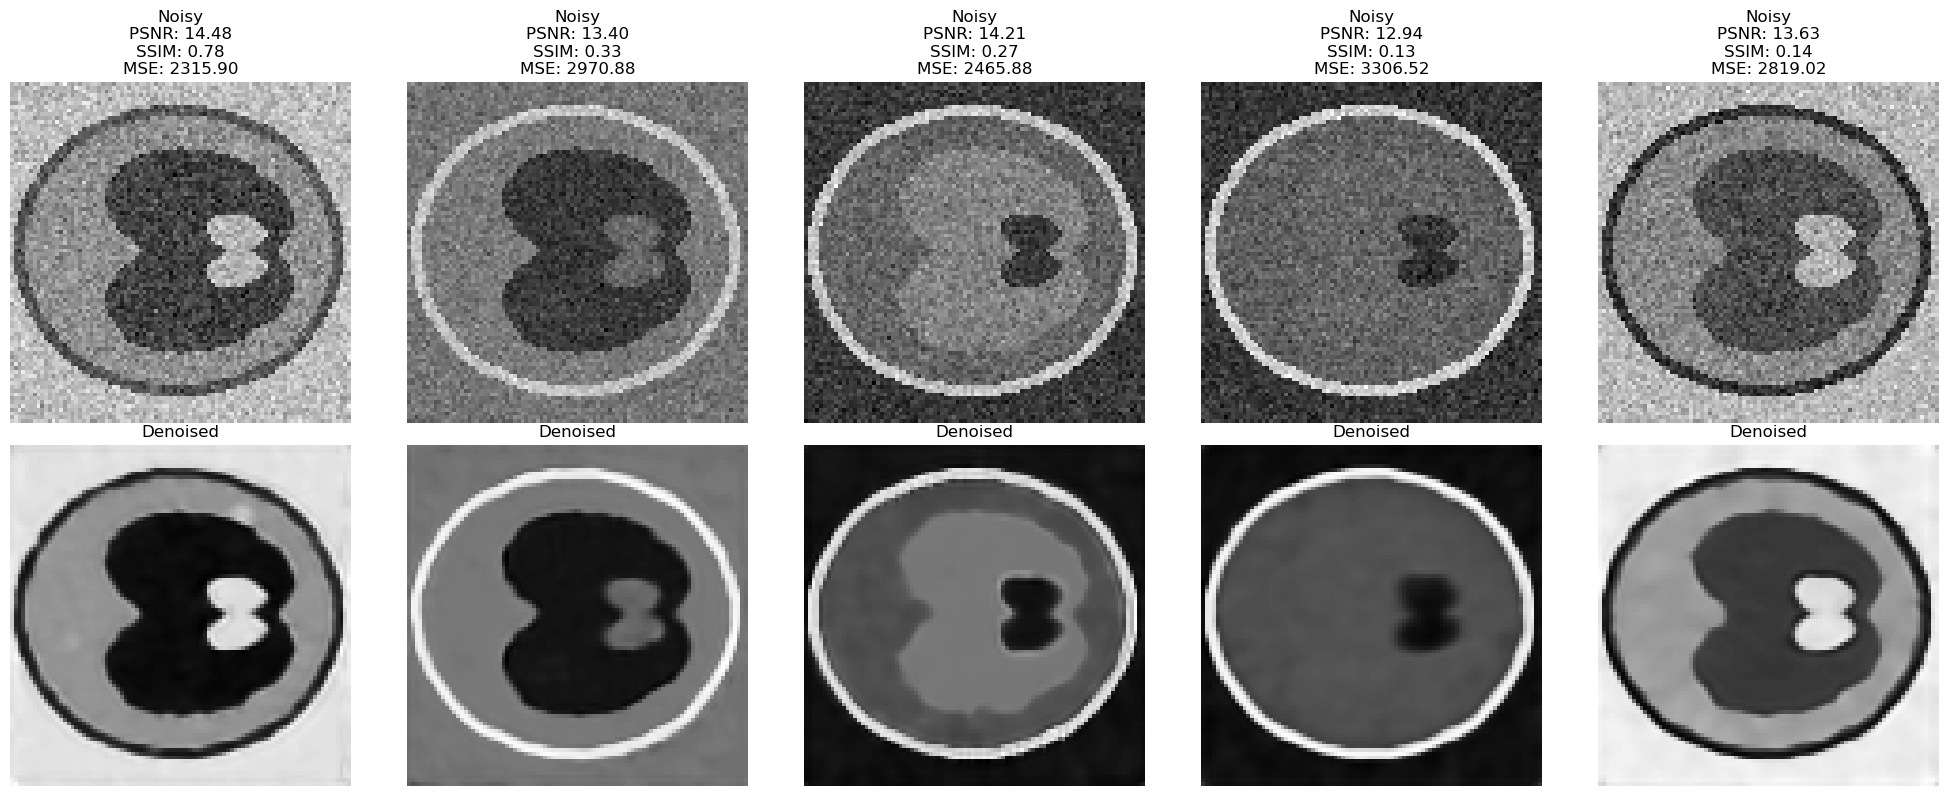 Noisy
PSNR: 14.48
SSIM: 0.78
MSE: 2315.90
Noisy
PSNR: 13.40
SSIM: 0.33
MSE: 2970.88
Noisy
PSNR: 14.21
SSIM: 0.27
MSE: 2465.88
Noisy
PSNR: 12.94
SSIM: 0.13
MSE: 3306.52
Noisy
PSNR: 13.63
SSIM: 0.14
MSE: 2819.02
Denoised
Denoised
Denoised
Denoised
Denoised